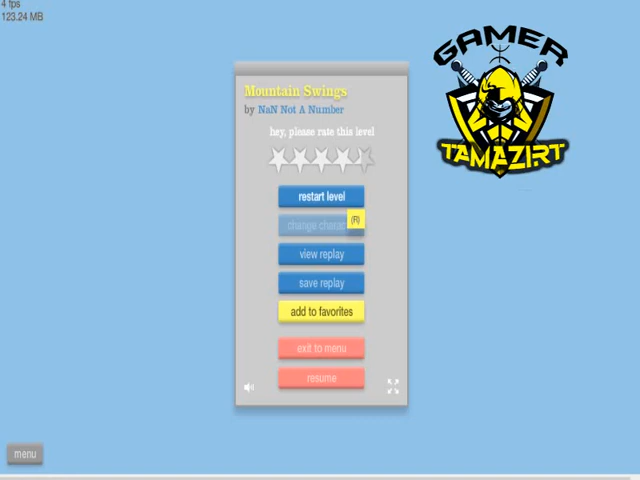 4 fps
123.24 MB
GAMER
TAMAZIRT
Mountain Swings
by NaN Not A Number
hey, please rate this level
restart level
(R)
view replay
save replay
add to favorites
exit to menu
resume
menu